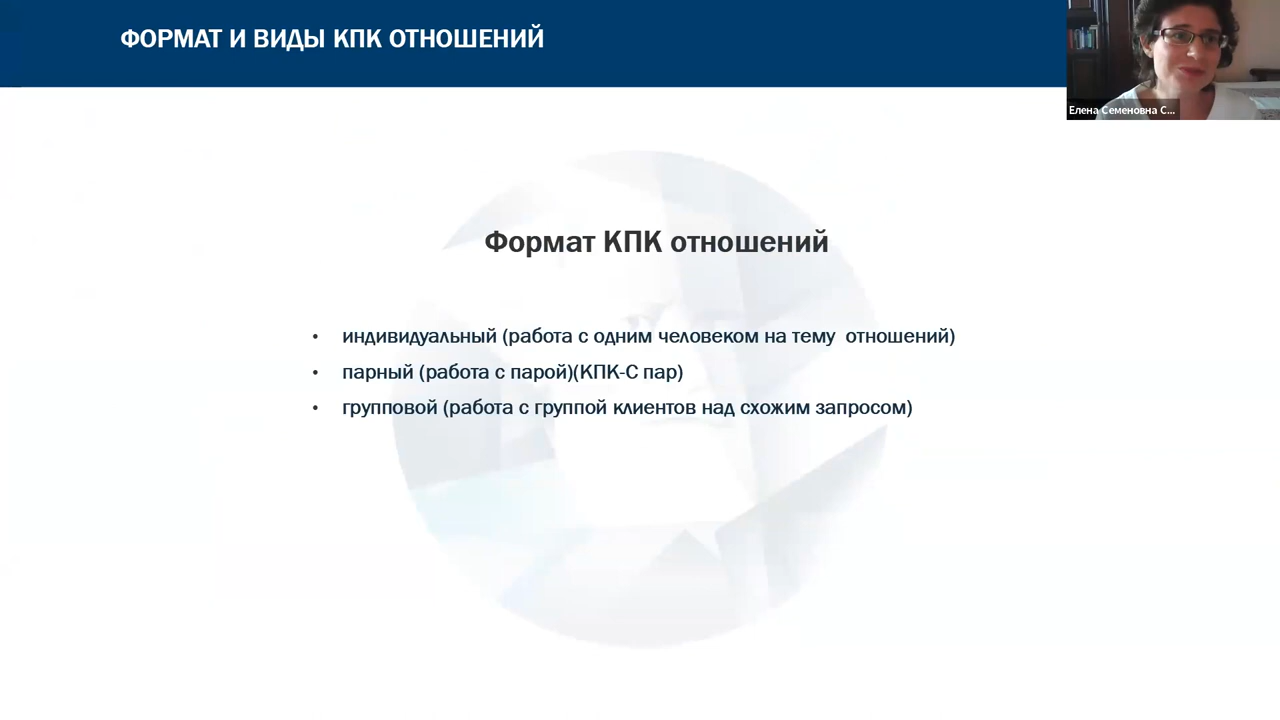 ФОРМАТ И ВИДЫ КПК ОТНОШЕНИЙ
Елена Семеновна С...
Формат КПК отношений
• индивидуальный (работа с одним человеком на тему  отношений)
• парный (работа с парой)(КПК-С пар)
• групповой (работа с группой клиентов над схожим запросом)